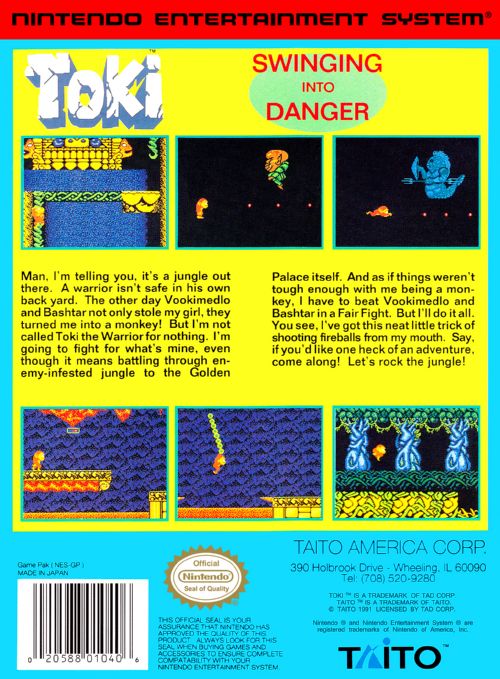 NINTENDO ENTERTAINMENT SYSTEM®
TOKI™
SWINGING
INTO
DANGER
Man, I'm telling you, it's a jungle out
there. A warrior isn't safe in his own
back yard. The other day Vookimedlo
and Bashtar not only stole my girl, they
turned me into a monkey! But I'm not
called Toki the Warrior for nothing. I'm
going to fight for what's mine, even
though it means battling through en-
emy-infested jungle to the Golden
Palace itself. And as if things weren't
tough enough with me being a mon-
key, I have to beat Vookimedlo and
Bashtar in a Fair Fight. But I'll do it all.
You see, I've got this neat little trick of
shooting fireballs from my mouth. Say,
if you'd like one heck of an adventure,
come along! Let's rock the jungle!
Game Pak (NES-GP)
MADE IN JAPAN
0 20588 01040 6
Official
Nintendo®
Seal of Quality
THIS OFFICIAL SEAL IS YOUR
ASSURANCE THAT NINTENDO HAS
APPROVED THE QUALITY OF THIS
PRODUCT. ALWAYS LOOK FOR THIS
SEAL WHEN BUYING GAMES AND
ACCESSORIES TO ENSURE COMPLETE
COMPATABILITY WITH YOUR
NINTENDO ENTERTAINMENT SYSTEM.
TAITO AMERICA CORP.
390 Holbrook Drive - Wheeling, IL 60090
Tel: (708) 520-9280
TOKI™ IS A TRADEMARK OF TAD CORP.
TAITO™ IS A TRADEMARK OF TAITO.
© TAITO 1991 LICENSED BY TAD CORP.
Nintendo ® and Nintendo Entertainment System ® are
registered trademarks of Nintendo of America, Inc.
TAITO™